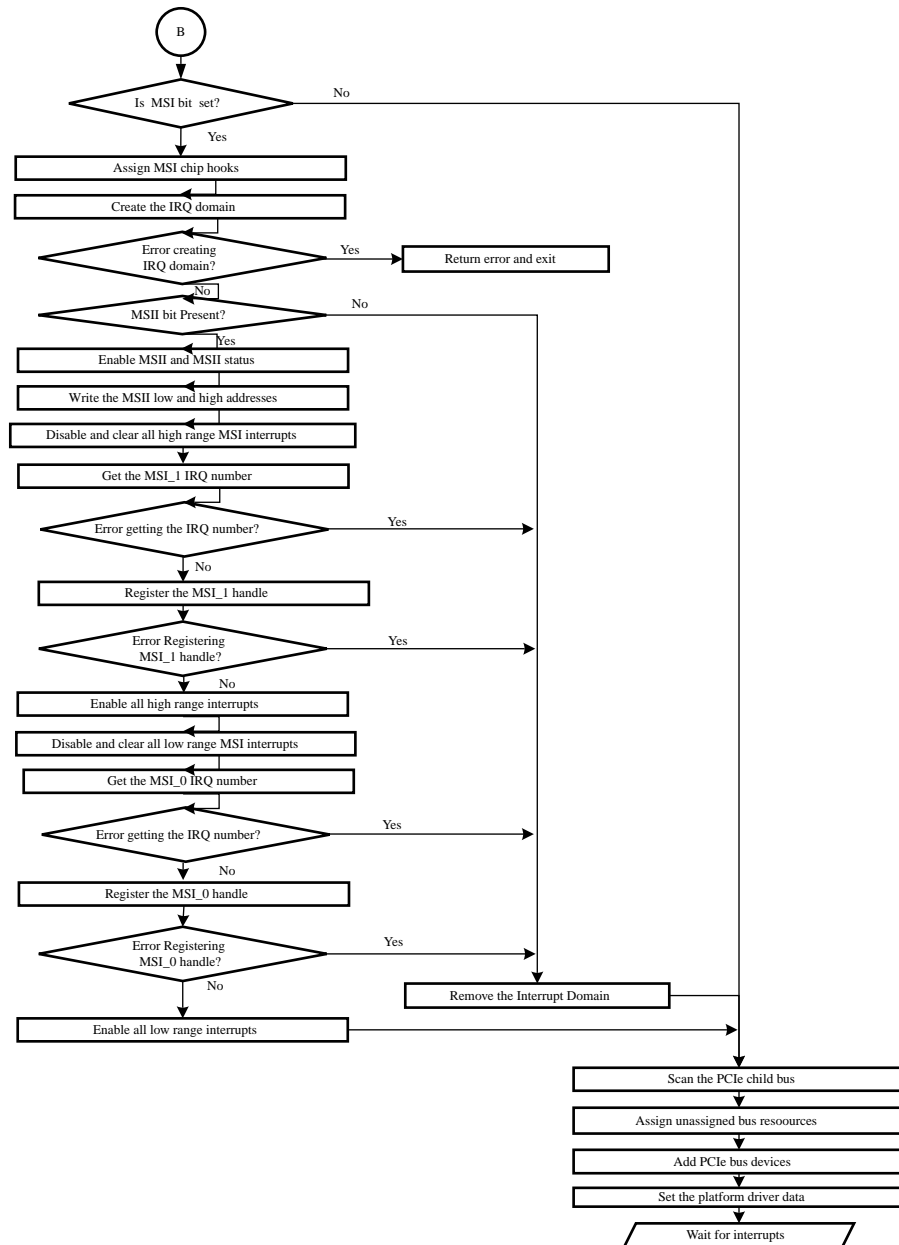 B
Is MSI bit set?
No
Yes
Assign MSI chip hooks
Create the IRQ domain
Error creating
IRQ domain?
Yes
Return error and exit
No
MSII bit Present?
No
Yes
Enable MSII and MSII status
Write the MSII low and high addresses
Disable and clear all high range MSI interrupts
Get the MSI_1 IRQ number
Error getting the IRQ number?
Yes
No
Register the MSI_1 handle
Error Registering
MSI_1 handle?
Yes
No
Enable all high range interrupts
Disable and clear all low range MSI interrupts
Get the MSI_0 IRQ number
Error getting the IRQ number?
Yes
No
Register the MSI_0 handle
Error Registering
MSI_0 handle?
Yes
No
Remove the Interrupt Domain
Enable all low range interrupts
Scan the PCIe child bus
Assign unassigned bus resoources
Add PCIe bus devices
Set the platform driver data
Wait for interrupts